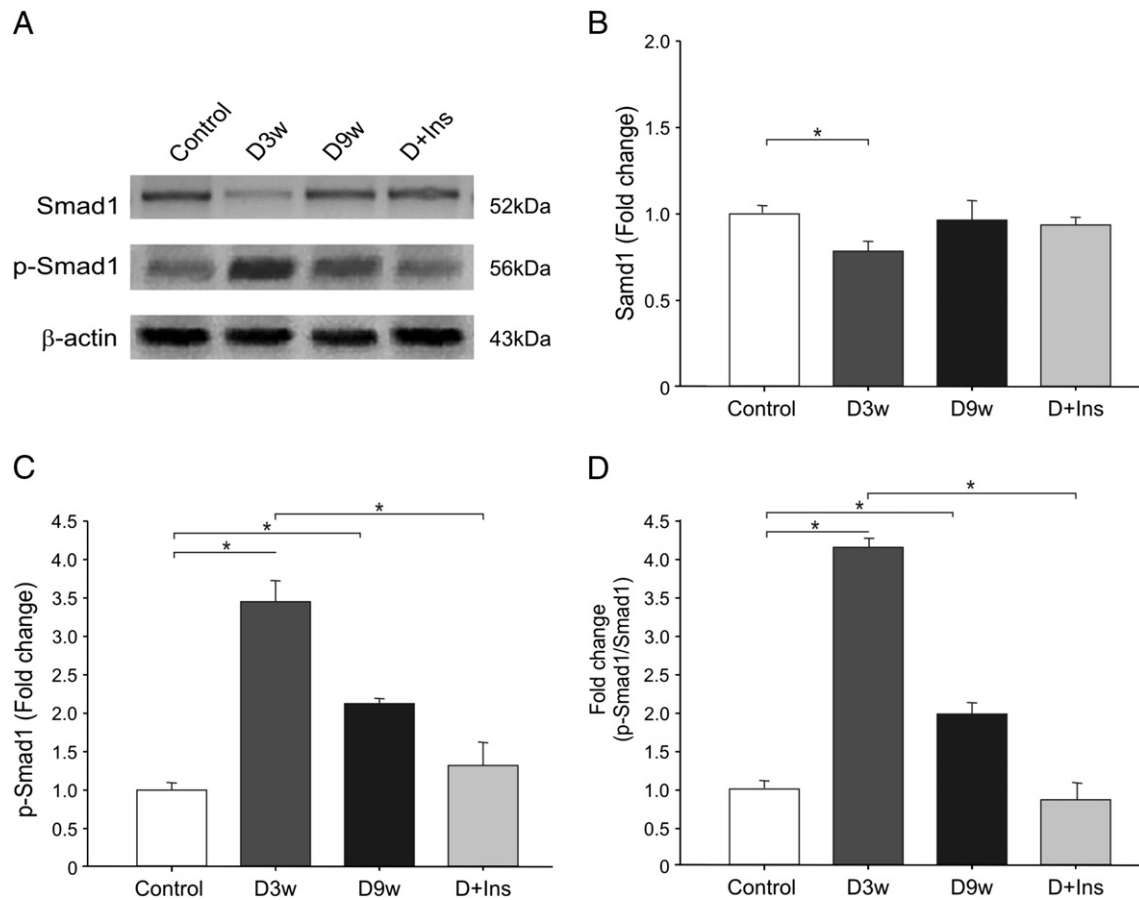 A
Control D3w D9w D+Ins
Smad1 52kDa
p-Smad1 56kDa
β-actin 43kDa
B
Samd1 (Fold change)
2.0
1.5
1.0
0.5
0
*
Control D3w D9w D+Ins
C
p-Smad1 (Fold change)
4.5
4.0
3.5
3.0
2.5
2.0
1.5
1.0
0.5
0
*
*
*
Control D3w D9w D+Ins
D
Fold change
(p-Smad1/Smad1)
4.5
4.0
3.5
3.0
2.5
2.0
1.5
1.0
0.5
0
*
*
*
Control D3w D9w D+Ins